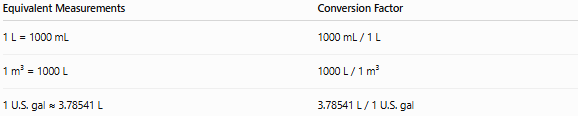 Equivalent Measurements Conversion Factor
1 L = 1000 mL 1000 mL / 1 L
1 m³ = 1000 L 1000 L / 1 m³
1 U.S. gal ≈ 3.78541 L 3.78541 L / 1 U.S. gal